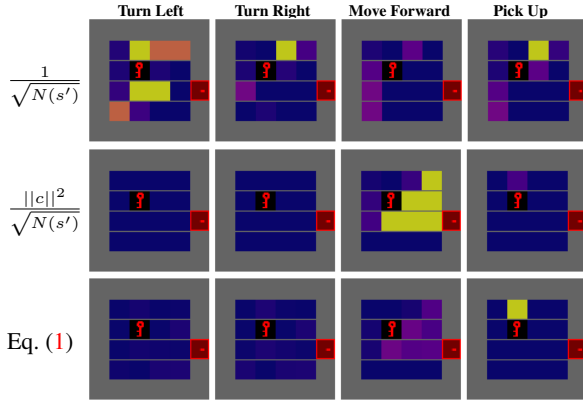 Turn Left Turn Right Move Forward Pick Up
1
√N(s′)
||c||²
√N(s′)
Eq. (1)